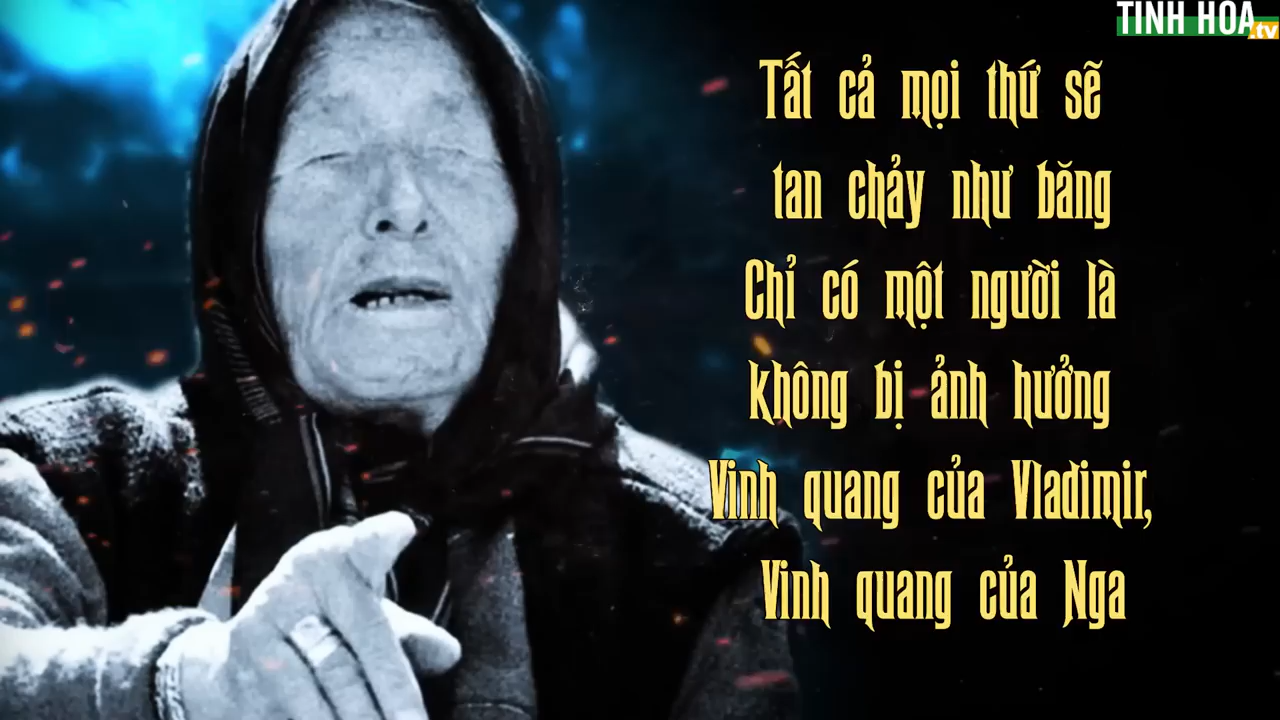 TINH HOA
.tv
Tất cả mọi thứ sẽ
tan chảy như băng
Chỉ có một người là
không bị ảnh hưởng
Vinh quang của Vladimir,
Vinh quang của Nga